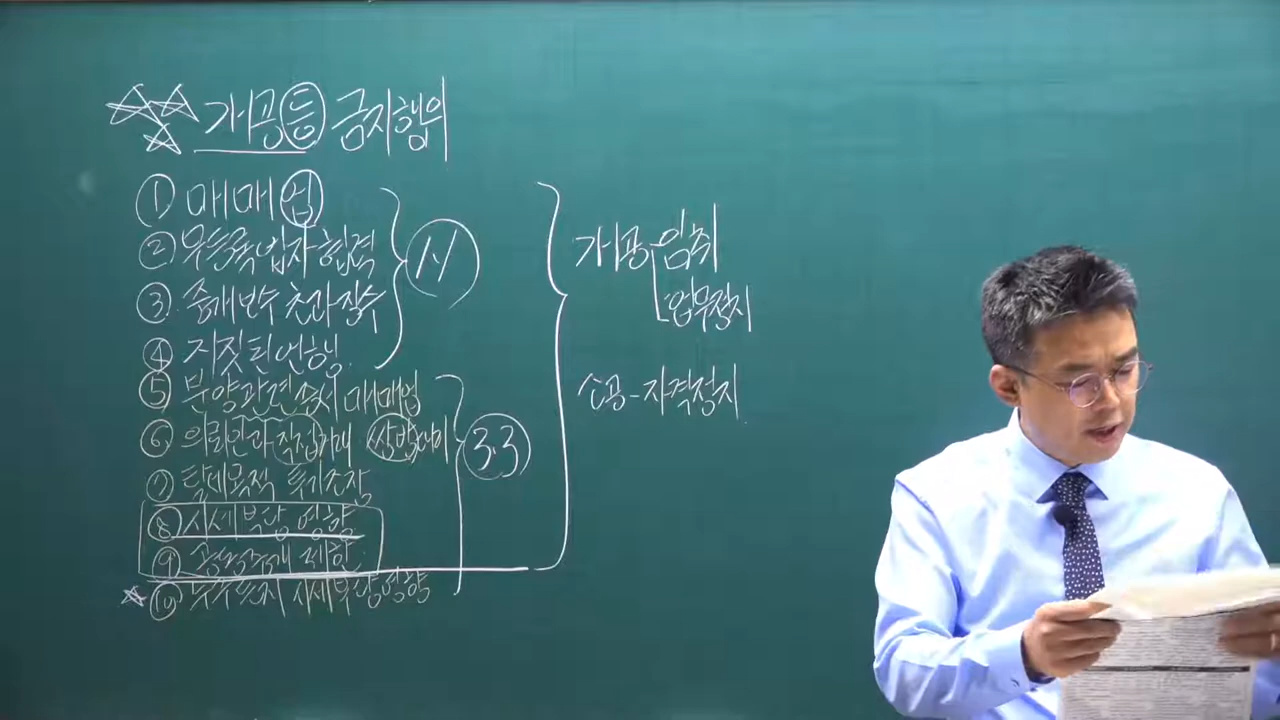 개공등 금지행위
① 매매업
② 무등록업자 협력
③ 중개보수 초과 징수
④ 거짓된 언행
1.1
⑤ 분양관련 증서 매매업
⑥ 의뢰인과 직접거래 쌍방대리
⑦ 탈세목적 투기조장
⑧ 시세부당 영향
⑨ 공동중개 제한
⑩ 시세부당영향
3.3
개공 임취
업무정지
소공-자격정지